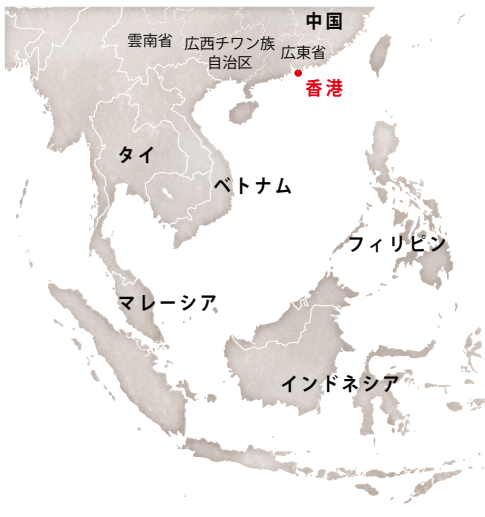 中国
雲南省
広西チワン族
自治区
広東省
香港
タイ
ベトナム
フィリピン
マレーシア
インドネシア